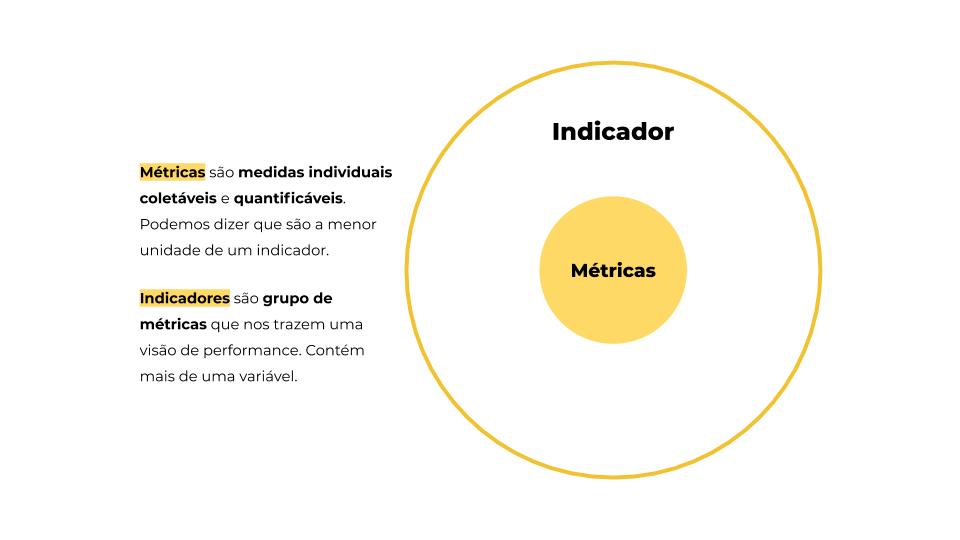 Métricas são medidas individuais
coletáveis e quantificáveis.
Podemos dizer que são a menor
unidade de um indicador.
Indicadores são grupo de
métricas que nos trazem uma
visão de performance. Contém
mais de uma variável.
Indicador
Métricas